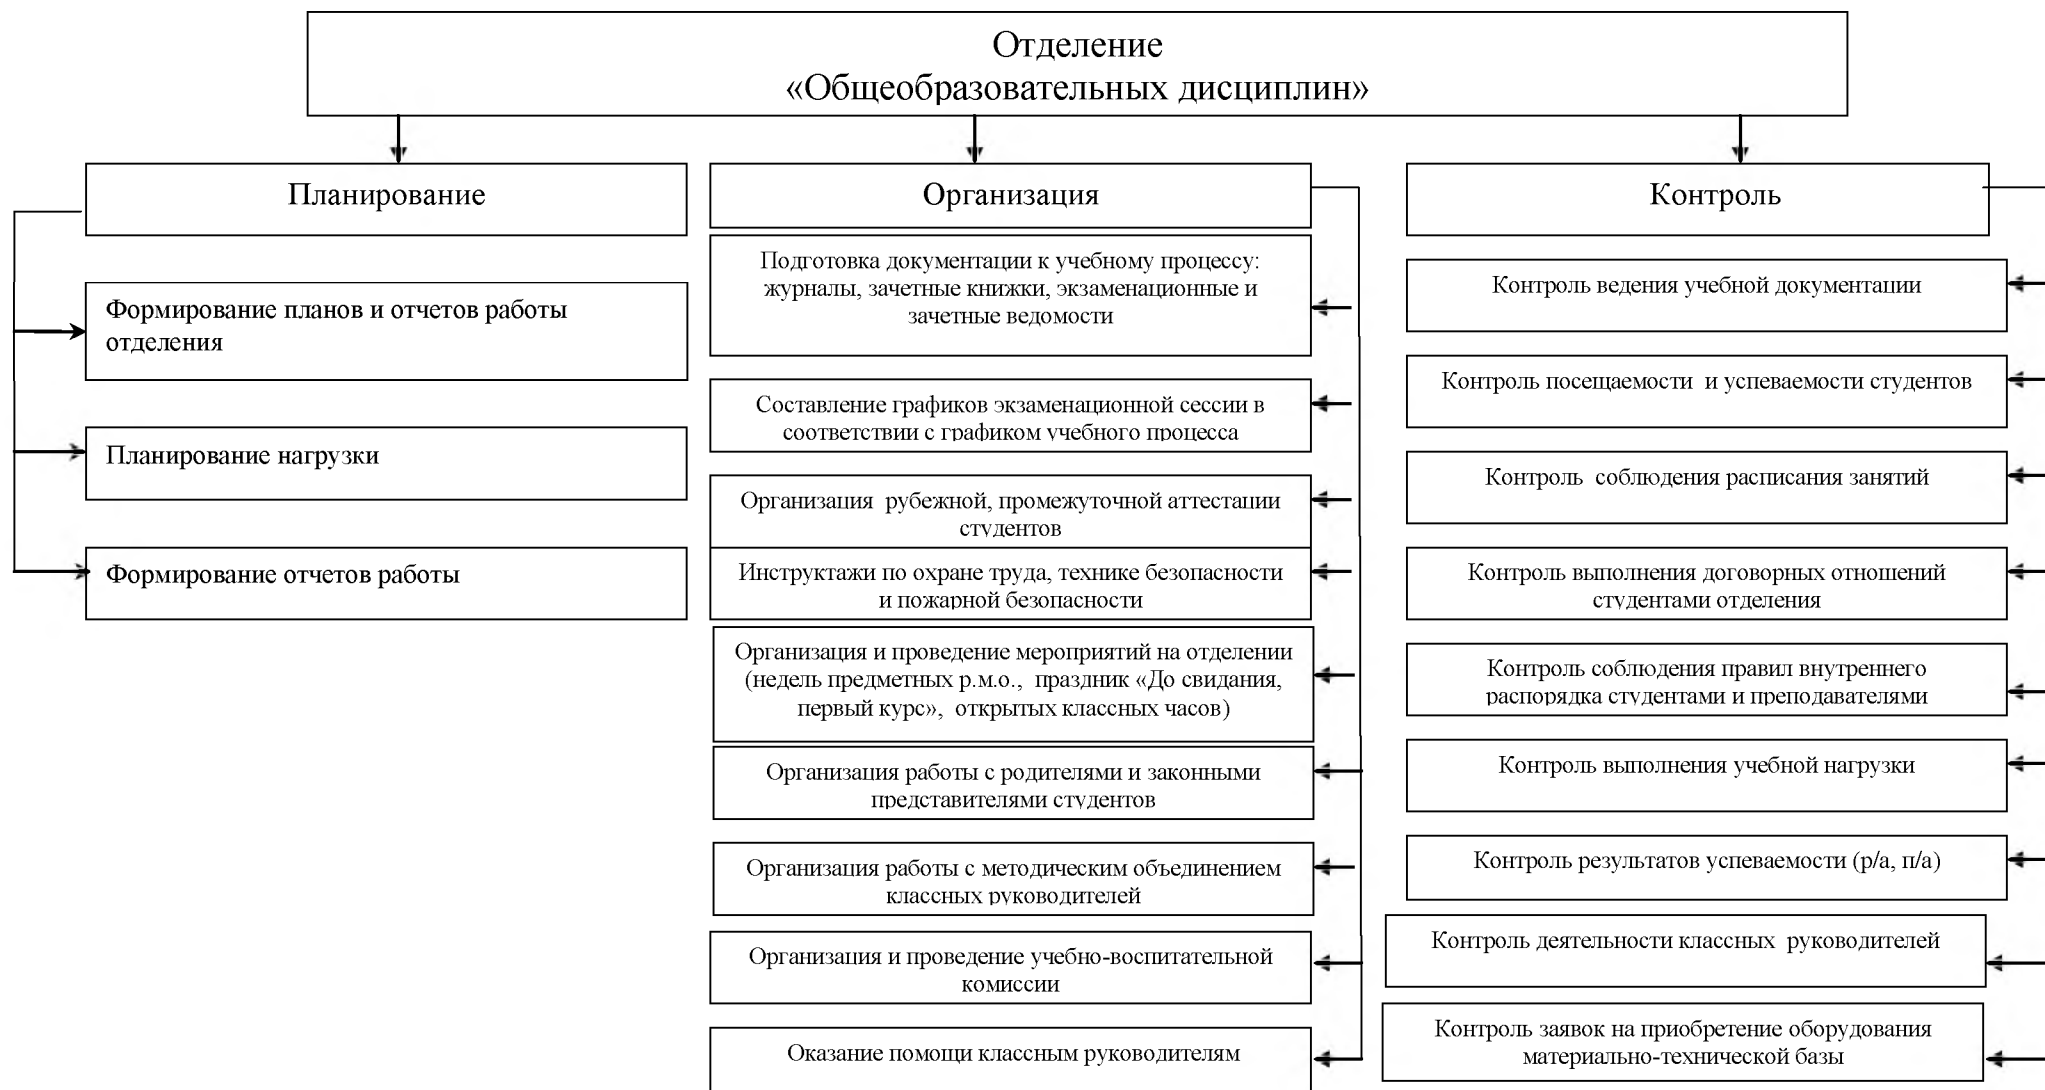 Отделение
«Общеобразовательных дисциплин»
Планирование
Формирование планов и отчетов работы
отделения
Планирование нагрузки
Формирование отчетов работы
Организация
Подготовка документации к учебному процессу:
журналы, зачетные книжки, экзаменационные и
зачетные ведомости
Составление графиков экзаменационной сессии в
соответствии с графиком учебного процесса
Организация  рубежной, промежуточной аттестации
студентов
Инструктажи по охране труда, технике безопасности
и пожарной безопасности
Организация и проведение мероприятий на отделении
(недель предметных р.м.о.,  праздник «До свидания,
первый курс»,  открытых классных часов)
Организация работы с родителями и законными
представителями студентов
Организация работы с методическим объединением
классных руководителей
Организация и проведение учебно-воспитательной
комиссии
Оказание помощи классным руководителям
Контроль
Контроль ведения учебной документации
Контроль посещаемости  и успеваемости студентов
Контроль  соблюдения расписания занятий
Контроль выполнения договорных отношений
студентами отделения
Контроль соблюдения правил внутреннего
распорядка студентами и преподавателями
Контроль выполнения учебной нагрузки
Контроль результатов успеваемости (р/а, п/а)
Контроль деятельности классных  руководителей
Контроль заявок на приобретение оборудования
материально-технической базы